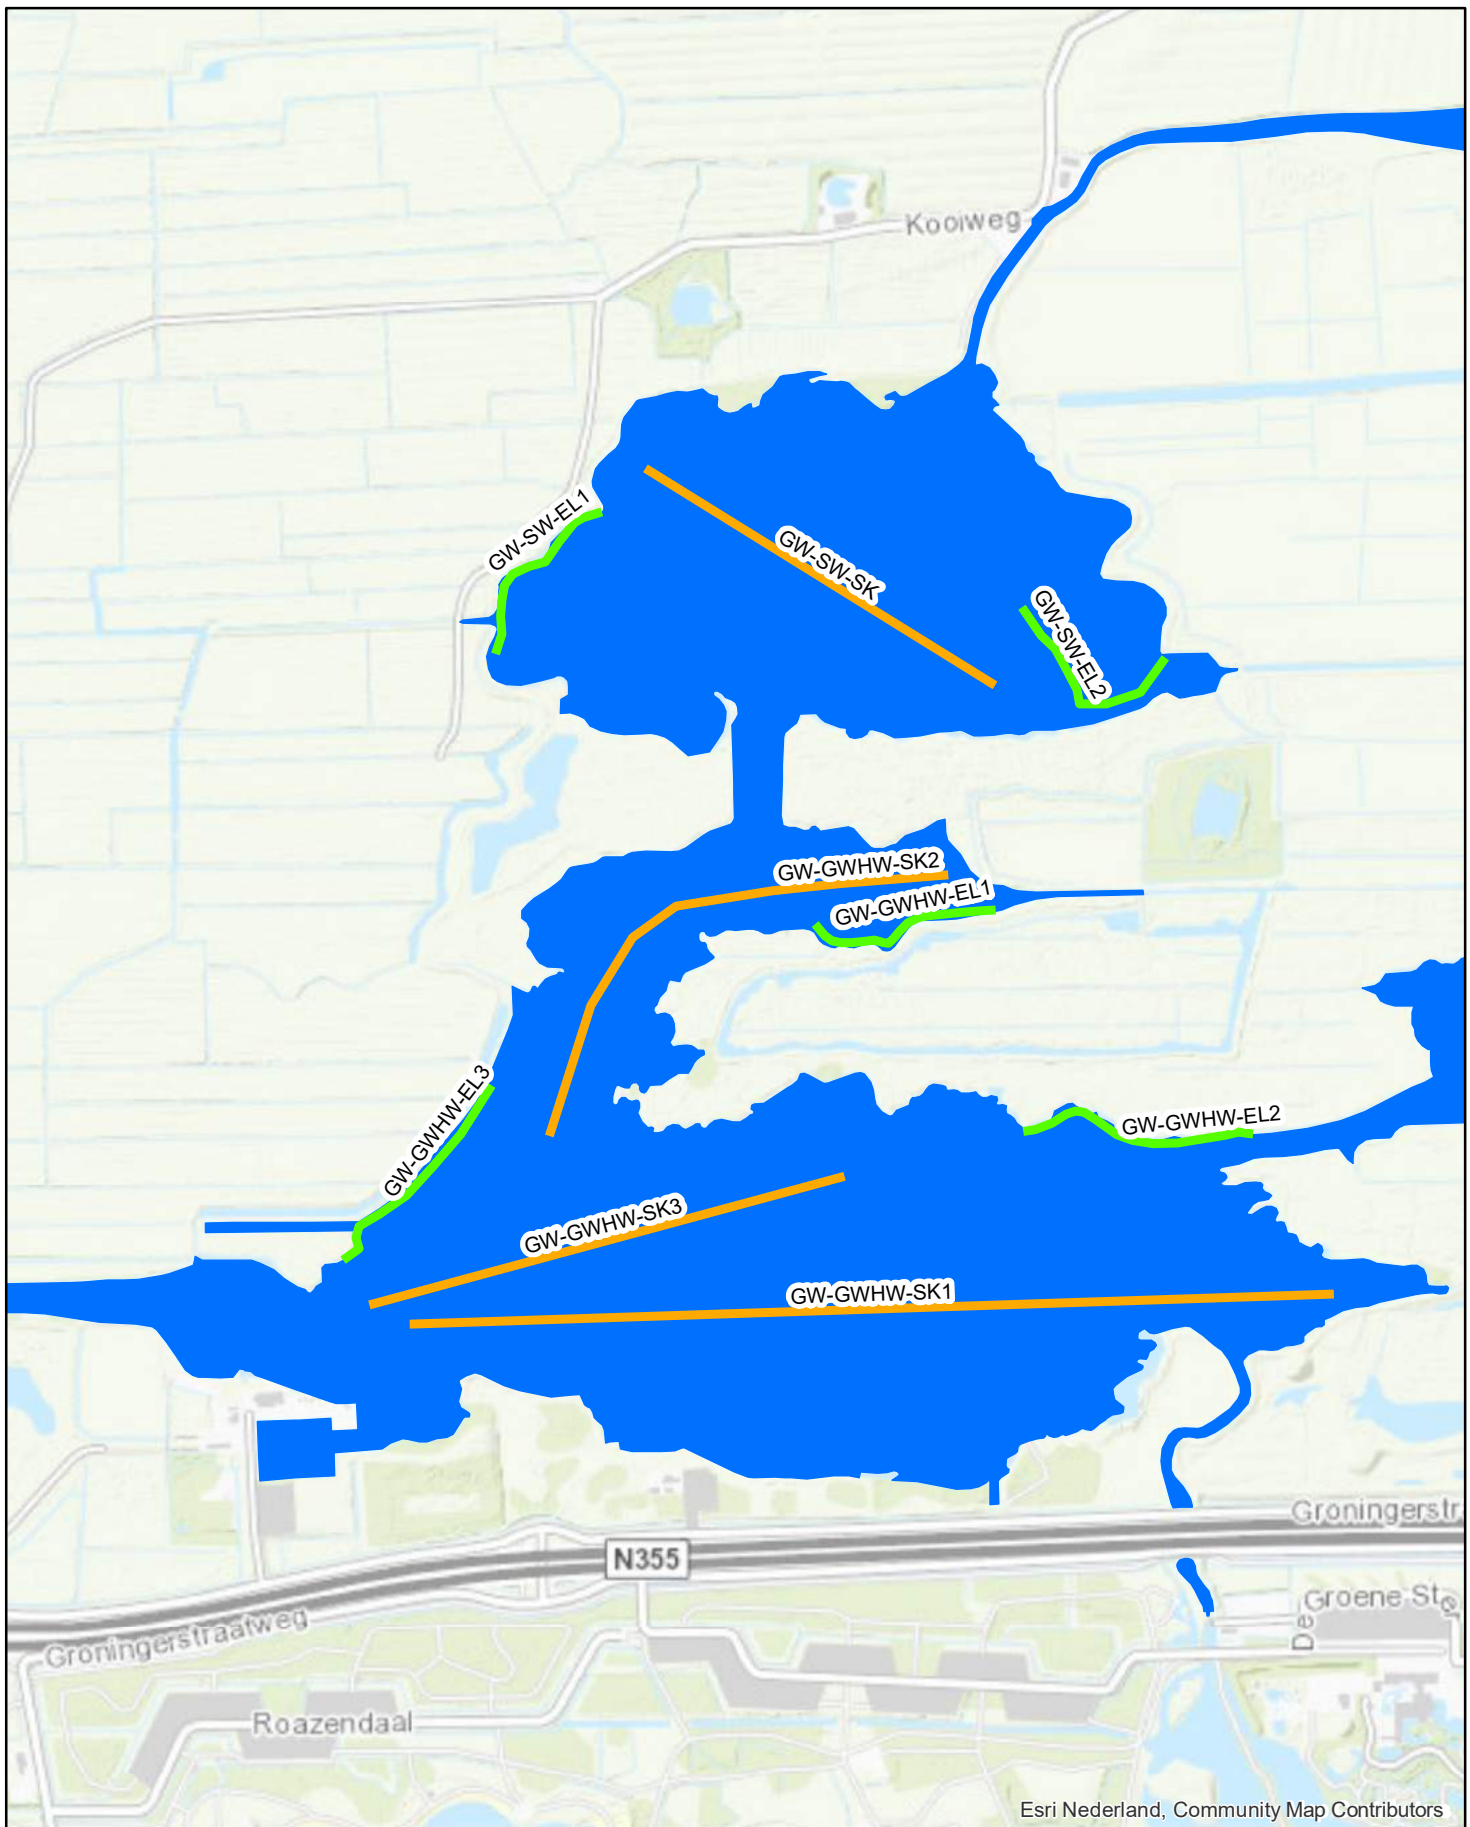 Kooiweg
GW-SW-EL1
GW-SW-SK
GW-SW-EL2
GW-GWHW-SK2
GW-GWHW-EL1
GW-GWHW-EL3
GW-GWHW-EL2
GW-GWHW-SK3
GW-GWHW-SK1
Groningerstr
N355
Groene Ste
De
Groningerstraatweg
Roazendaal
Esri Nederland, Community Map Contributors